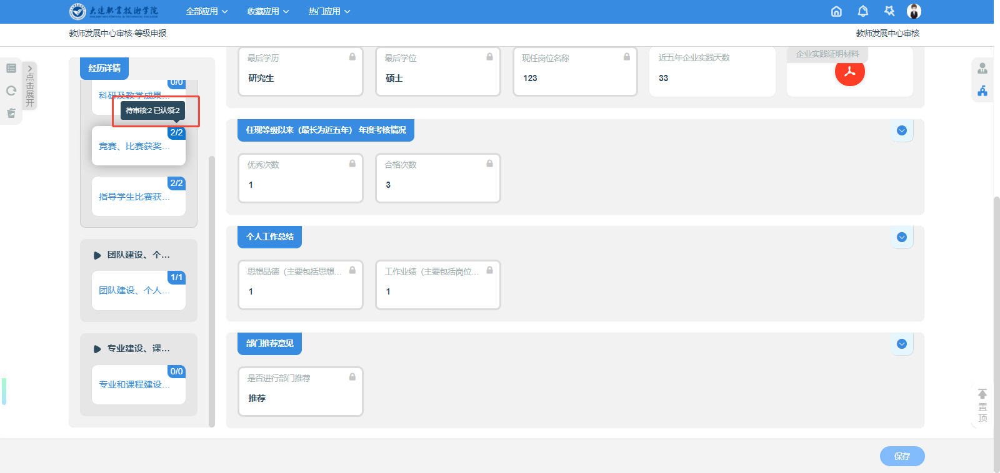 大连职业技术学院
全部应用
收藏应用
热门应用
教师发展中心审核-等级申报
教师发展中心审核
点击展开
经历详情
0/0
科研及教学成果...
待审核:2 已认领:2
2/2
竞赛、比赛获奖...
2/2
指导学生比赛获...
团队建设、个...
1/1
团队建设、个人...
专业建设、课...
0/0
专业和课程建设...
最后学历
研究生
最后学位
硕士
现任岗位名称
123
近五年企业实践天数
33
企业实践证明材料
任现等级以来（最长为近五年） 年度考核情况
优秀次数
1
合格次数
3
个人工作总结
思想品德（主要包括思想...
1
工作业绩（主要包括岗位...
1
部门推荐意见
是否进行部门推荐
推荐
置顶
保存